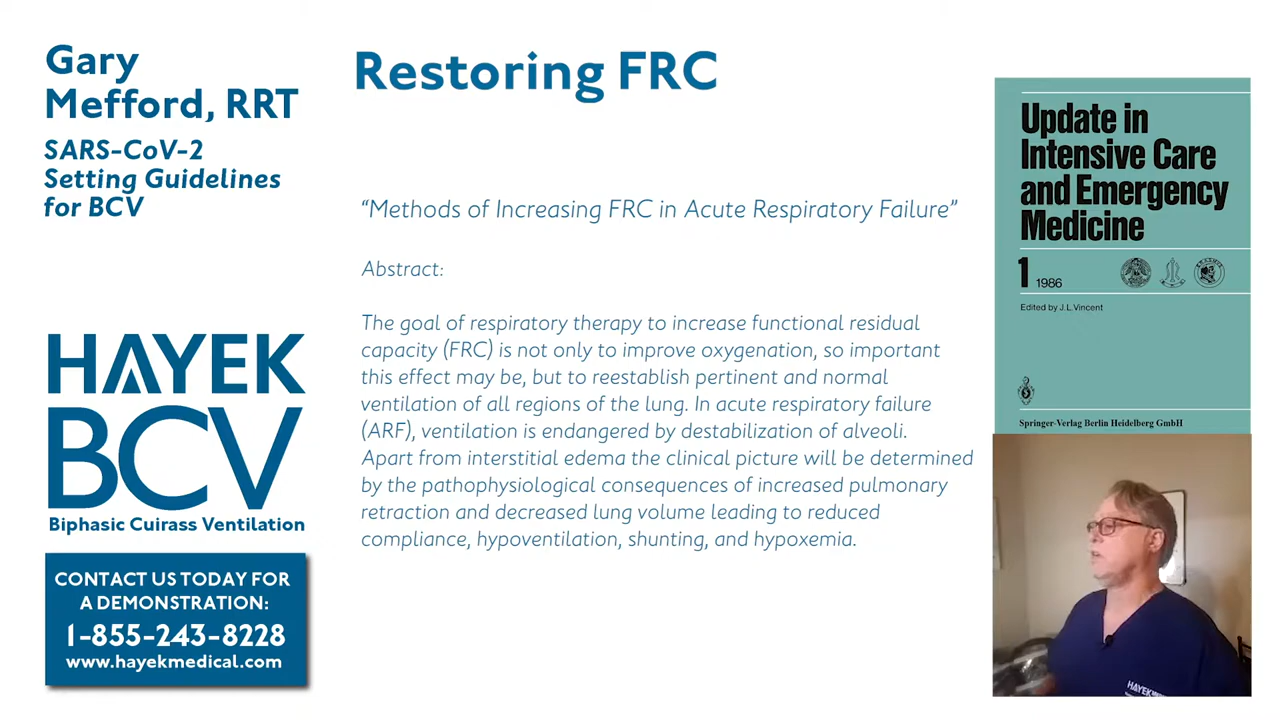 Gary
Mefford, RRT
SARS-CoV-2
Setting Guidelines
for BCV
HAYEK
BCV
Biphasic Cuirass Ventilation
CONTACT US TODAY FOR
A DEMONSTRATION:
1-855-243-8228
www.hayekmedical.com
Restoring FRC
“Methods of Increasing FRC in Acute Respiratory Failure”
Abstract:
The goal of respiratory therapy to increase functional residual
capacity (FRC) is not only to improve oxygenation, so important
this effect may be, but to reestablish pertinent and normal
ventilation of all regions of the lung. In acute respiratory failure
(ARF), ventilation is endangered by destabilization of alveoli.
Apart from interstitial edema the clinical picture will be determined
by the pathophysiological consequences of increased pulmonary
retraction and decreased lung volume leading to reduced
compliance, hypoventilation, shunting, and hypoxemia.
Update in
Intensive Care
and Emergency
Medicine
1 1986
Edited by J.L.Vincent
Springer-Verlag Berlin Heidelberg GmbH
HAYEK